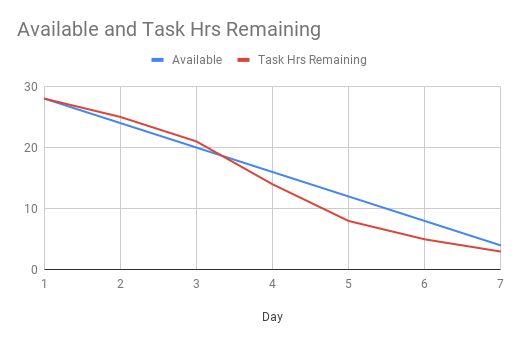 Available and Task Hrs Remaining
Available Task Hrs Remaining
30
20
10
0
1 2 3 4 5 6 7
Day